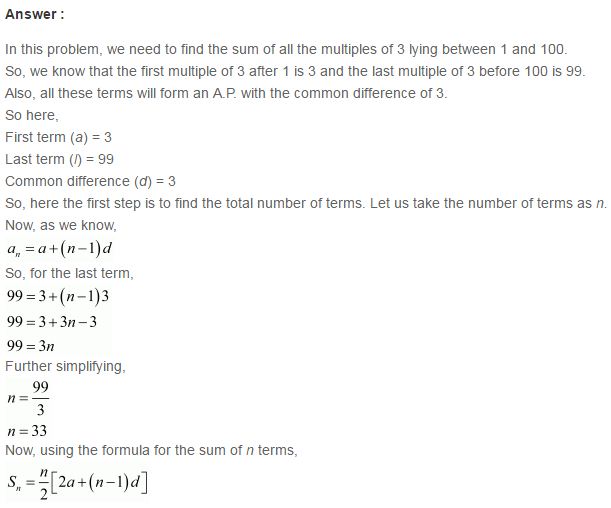 Answer :
In this problem, we need to find the sum of all the multiples of 3 lying between 1 and 100.
So, we know that the first multiple of 3 after 1 is 3 and the last multiple of 3 before 100 is 99.
Also, all these terms will form an A.P. with the common difference of 3.
So here,
First term (a) = 3
Last term (l) = 99
Common difference (d) = 3
So, here the first step is to find the total number of terms. Let us take the number of terms as n.
Now, as we know,
aₙ = a+(n−1)d
So, for the last term,
99 = 3+(n−1)3
99 = 3+3n−3
99 = 3n
Further simplifying,
n = 99/3
n = 33
Now, using the formula for the sum of n terms,
Sₙ = n/2[2a+(n−1)d]